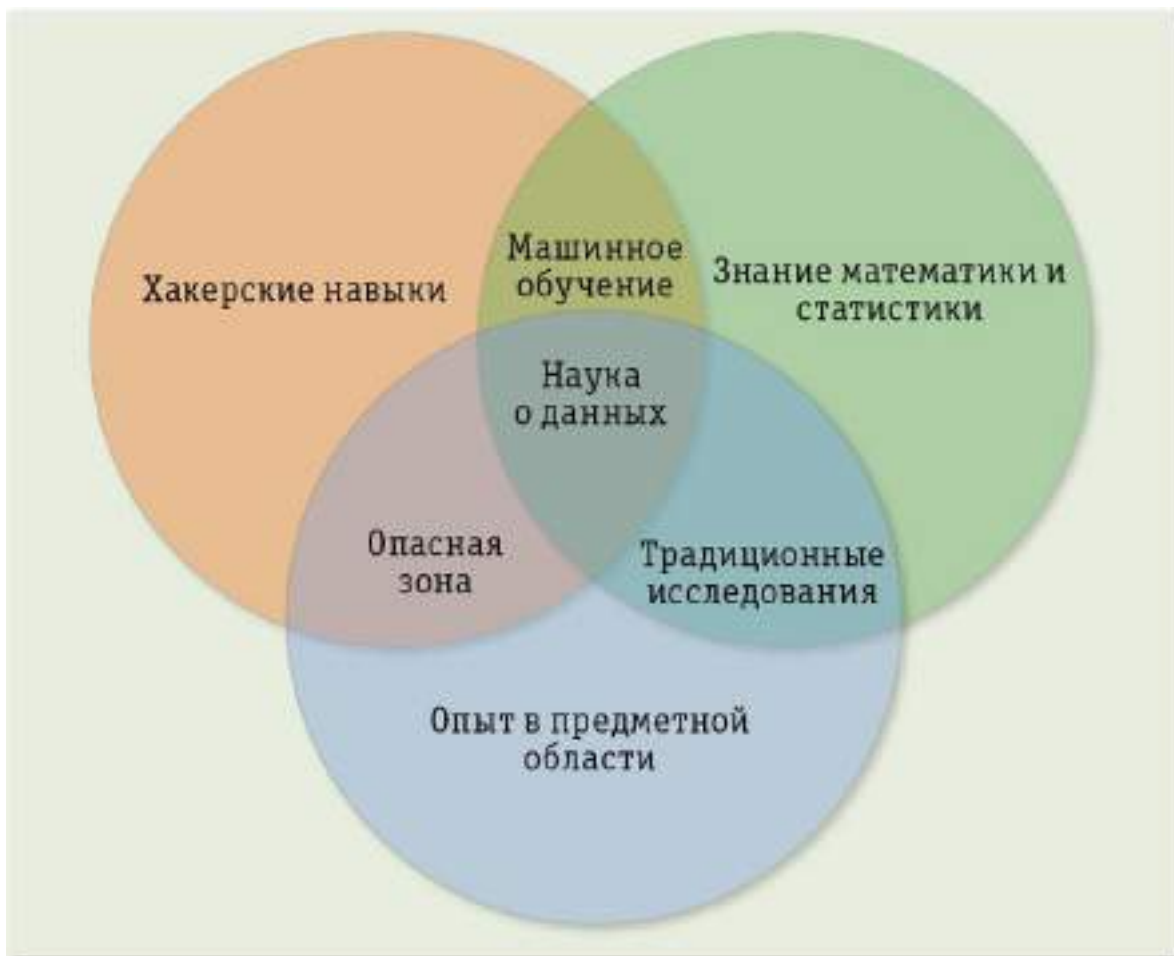 Хакерские навыки
Машинное
обучение
Знание математики и
статистики
Наука
о данных
Опасная
зона
Традиционные
исследования
Опыт в предметной
области